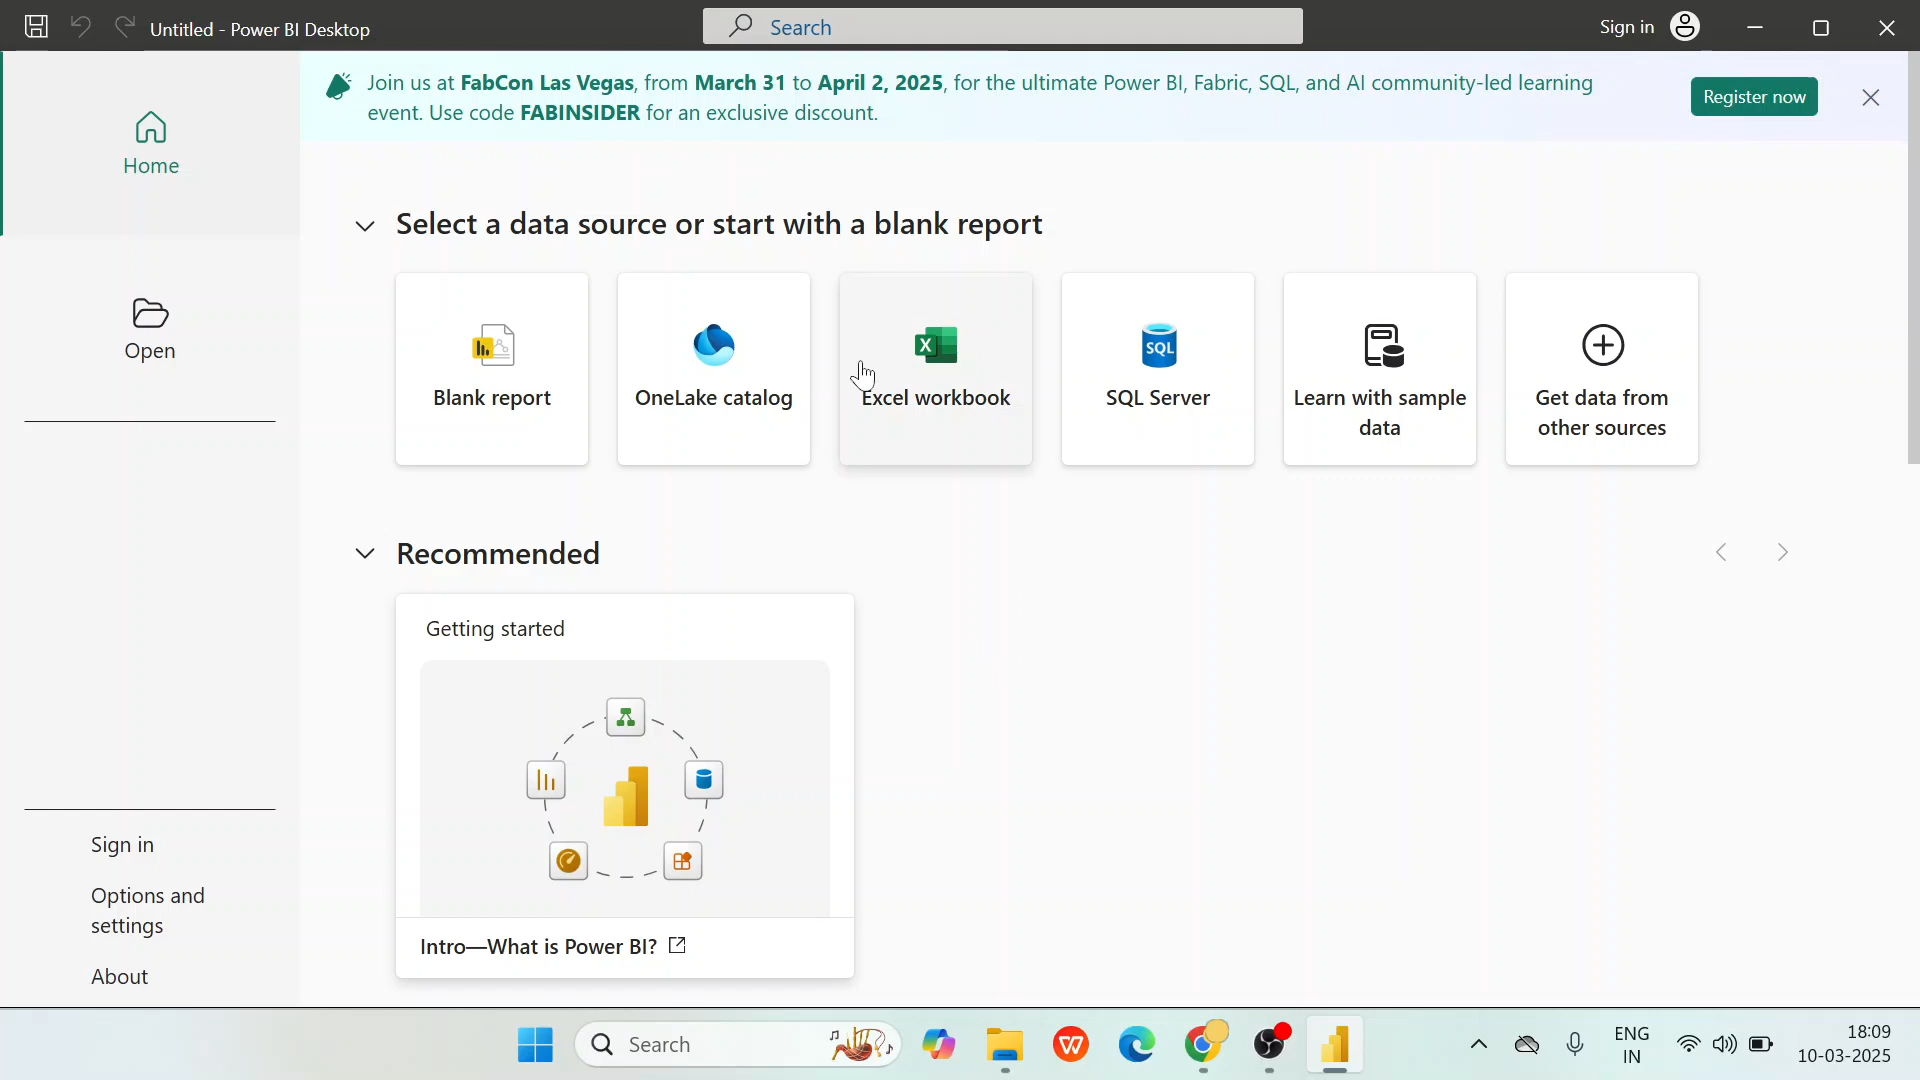 Untitled - Power BI Desktop
Search
Sign in
Join us at FabCon Las Vegas, from March 31 to April 2, 2025, for the ultimate Power BI, Fabric, SQL, and AI community-led learning
event. Use code FABINSIDER for an exclusive discount.
Register now
Home
Open
Select a data source or start with a blank report
Blank report
OneLake catalog
Excel workbook
SQL
SQL Server
Learn with sample
data
Get data from
other sources
Recommended
Getting started
Intro—What is Power BI?
Sign in
Options and
settings
About
Search
ENG
IN
18:09
10-03-2025